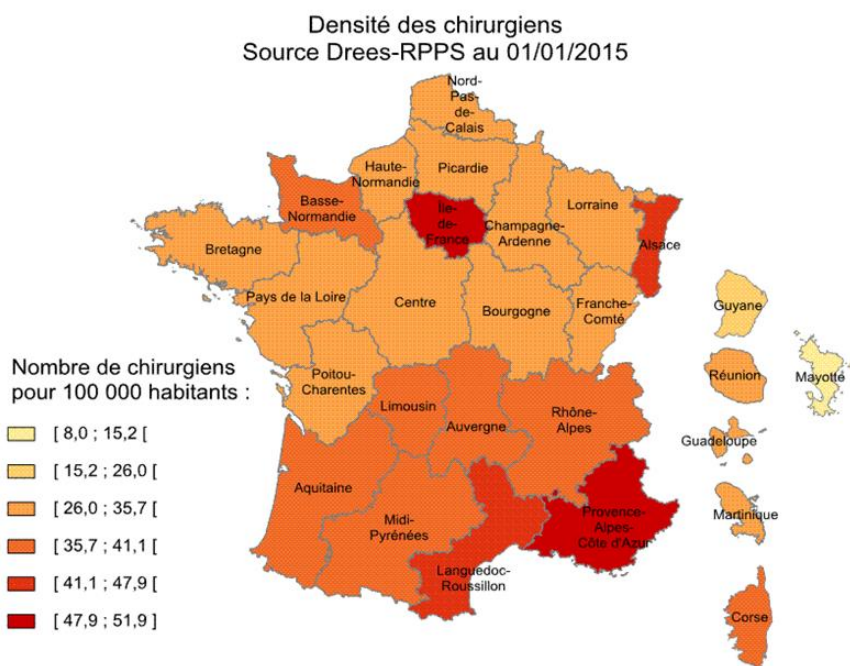 Densité des chirurgiens
Source Drees-RPPS au 01/01/2015
Nord-
Pas-
de-
Calais
Haute-
Normandie
Picardie
Basse-
Normandie
Île-
de-
France
Champagne-
Ardenne
Lorraine
Alsace
Bretagne
Pays de la Loire
Centre
Bourgogne
Franche-
Comté
Guyane
Poitou-
Charentes
Limousin
Auvergne
Rhône-
Alpes
Réunion
Mayotte
Guadeloupe
Aquitaine
Midi-
Pyrénées
Languedoc-
Roussillon
Provence-
Alpes-
Côte d'Azur
Martinique
Corse
Nombre de chirurgiens
pour 100 000 habitants :
[ 8,0 ; 15,2 [
[ 15,2 ; 26,0 [
[ 26,0 ; 35,7 [
[ 35,7 ; 41,1 [
[ 41,1 ; 47,9 [
[ 47,9 ; 51,9 ]